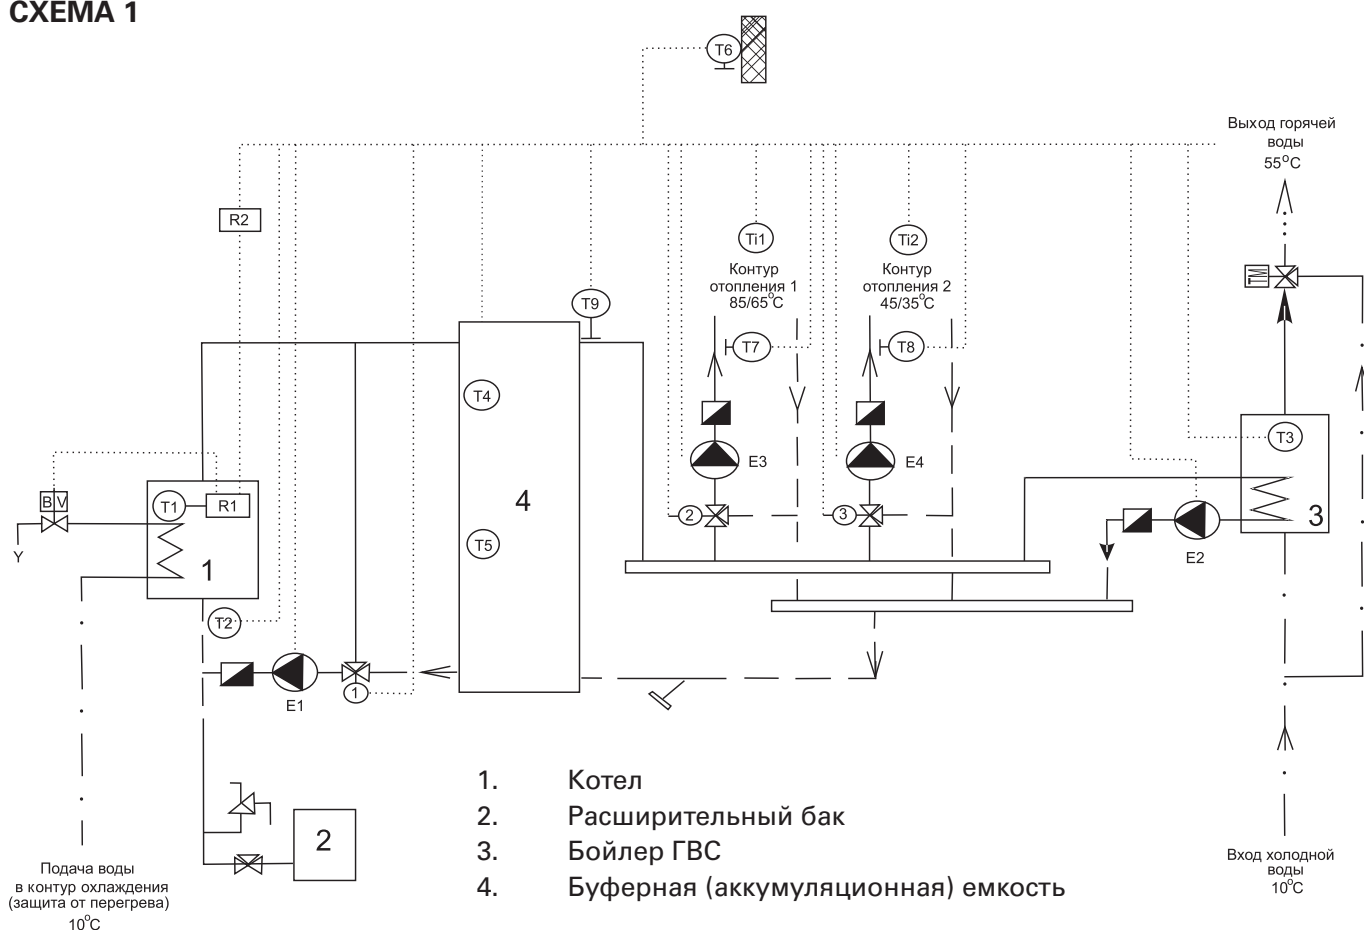 СХЕМА 1
T6
Выход горячей
воды
55°C
R2
Ti1
Ti2
Контур
отопления 1
85/65°C
Контур
отопления 2
45/35°C
T9
T7
T8
T4
T3
E3
E4
4
B V
T1
R1
2
3
3
Y
1
T5
E2
T2
E1
1
1. Котел
2. Расширительный бак
3. Бойлер ГВС
4. Буферная (аккумуляционная) емкость
2
Подача воды
в контур охлаждения
(защита от перегрева)
10°C
Вход холодной
воды
10°C